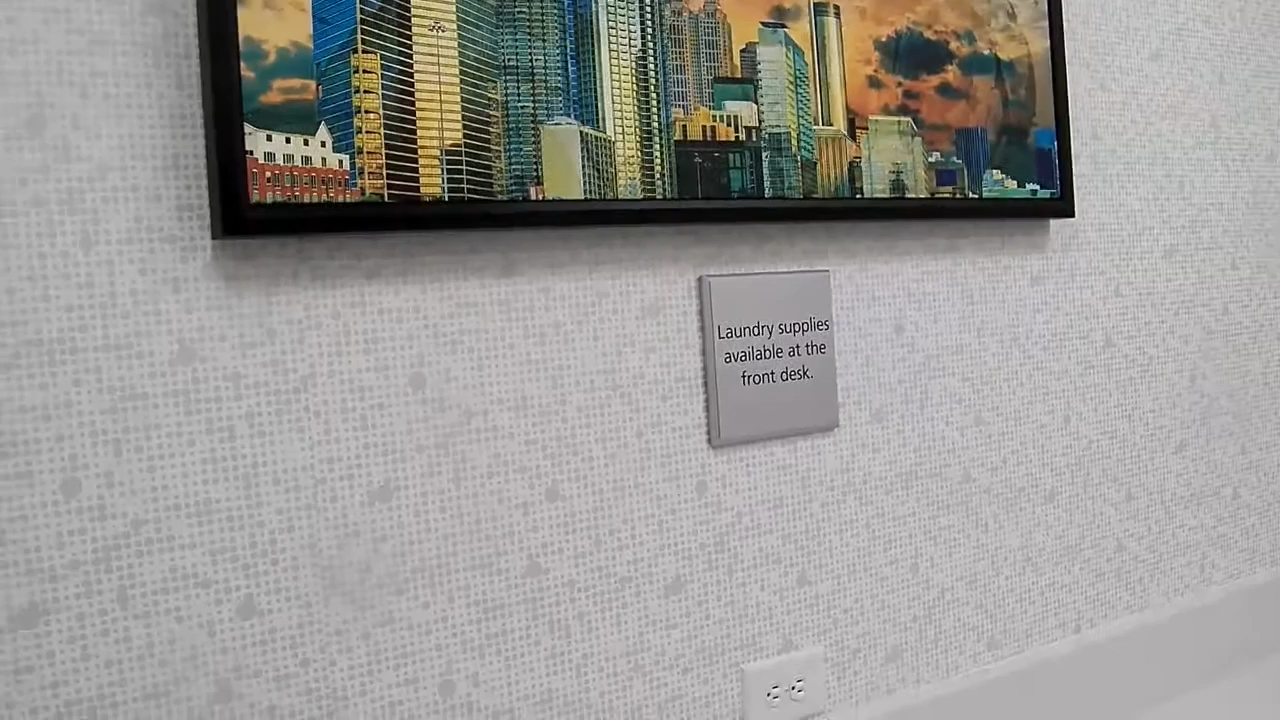 Laundry supplies
available at the
front desk.